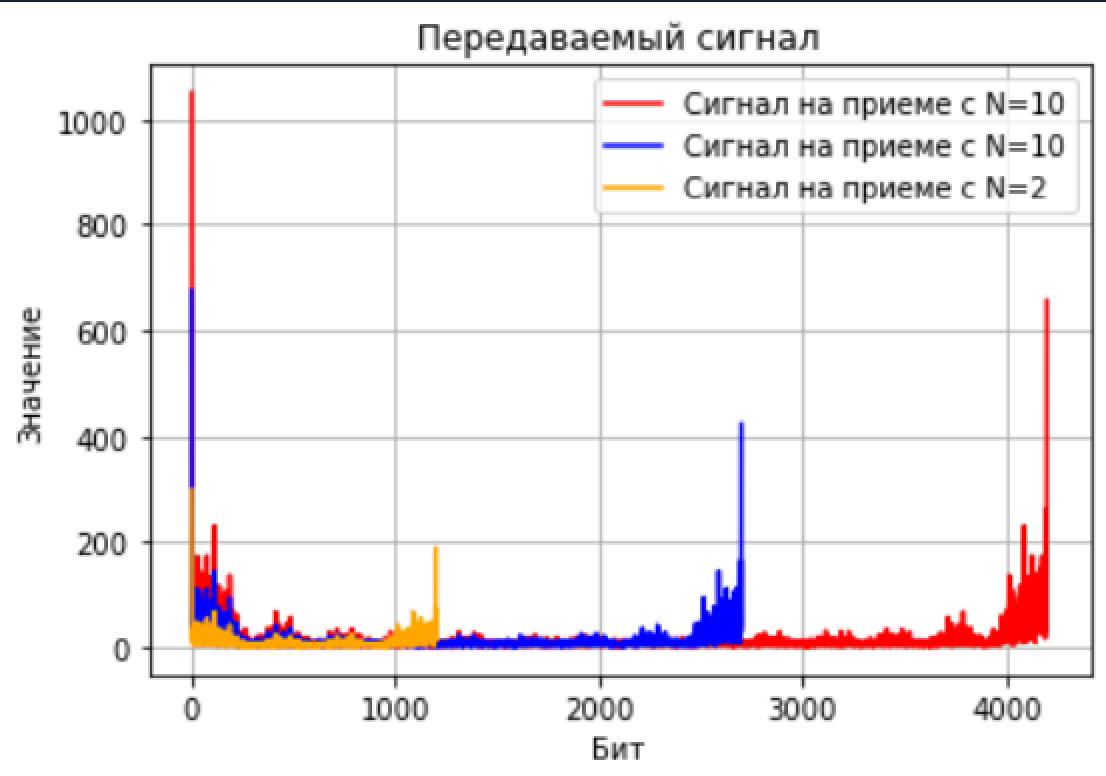 Передаваемый сигнал
Сигнал на приеме с N=10
Сигнал на приеме с N=10
Сигнал на приеме с N=2
1000
800
600
400
200
0
Значение
0 1000 2000 3000 4000
Бит